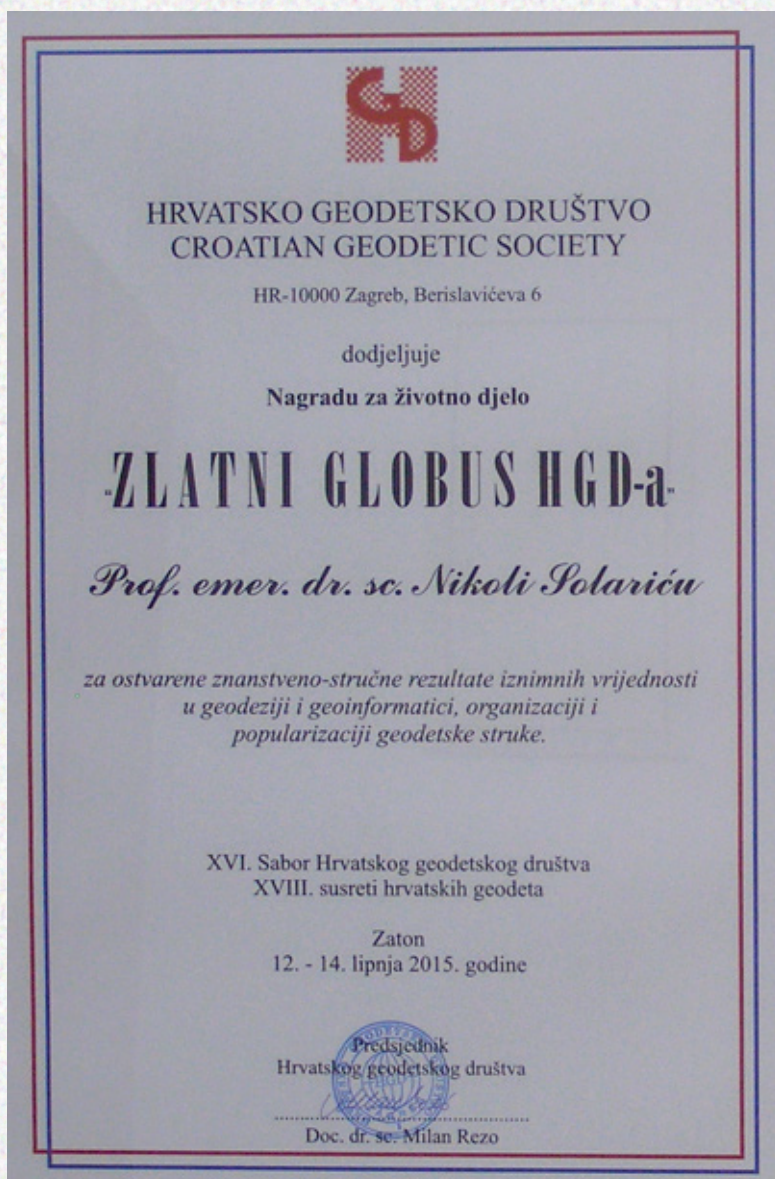 HGD
HRVATSKO GEODETSKO DRUŠTVO
CROATIAN GEODETIC SOCIETY
HR-10000 Zagreb, Berislavićeva 6
dodjeljuje
Nagradu za životno djelo
"ZLATNI GLOBUS HGD-a"
Prof. emer. dr. sc. Nikoli Solariću
za ostvarene znanstveno-stručne rezultate iznimnih vrijednosti
u geodeziji i geoinformatici, organizaciji i
popularizaciji geodetske struke.
XVI. Sabor Hrvatskog geodetskog društva
XVIII. susreti hrvatskih geodeta
Zaton
12. - 14. lipnja 2015. godine
Predsjednik
Hrvatskog geodetskog društva
HGD
Doc. dr. sc. Milan Rezo